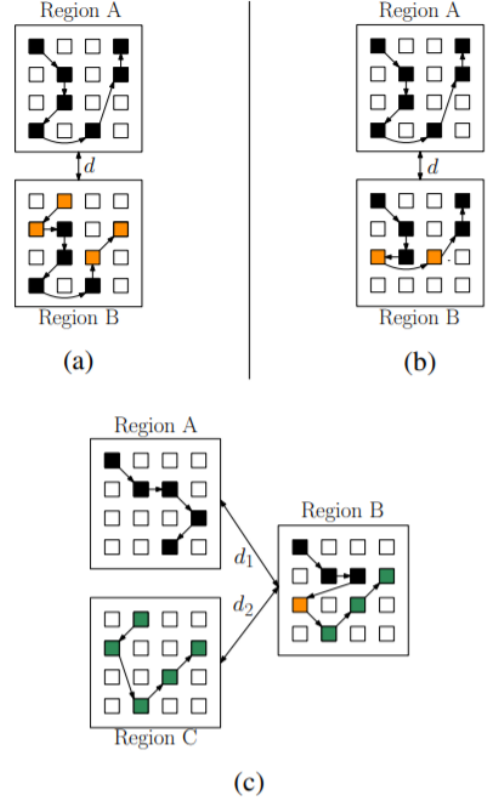 Region A
d
Region B
(a)
Region A
d
Region B
(b)
Region A
Region B
d1
d2
Region C
(c)